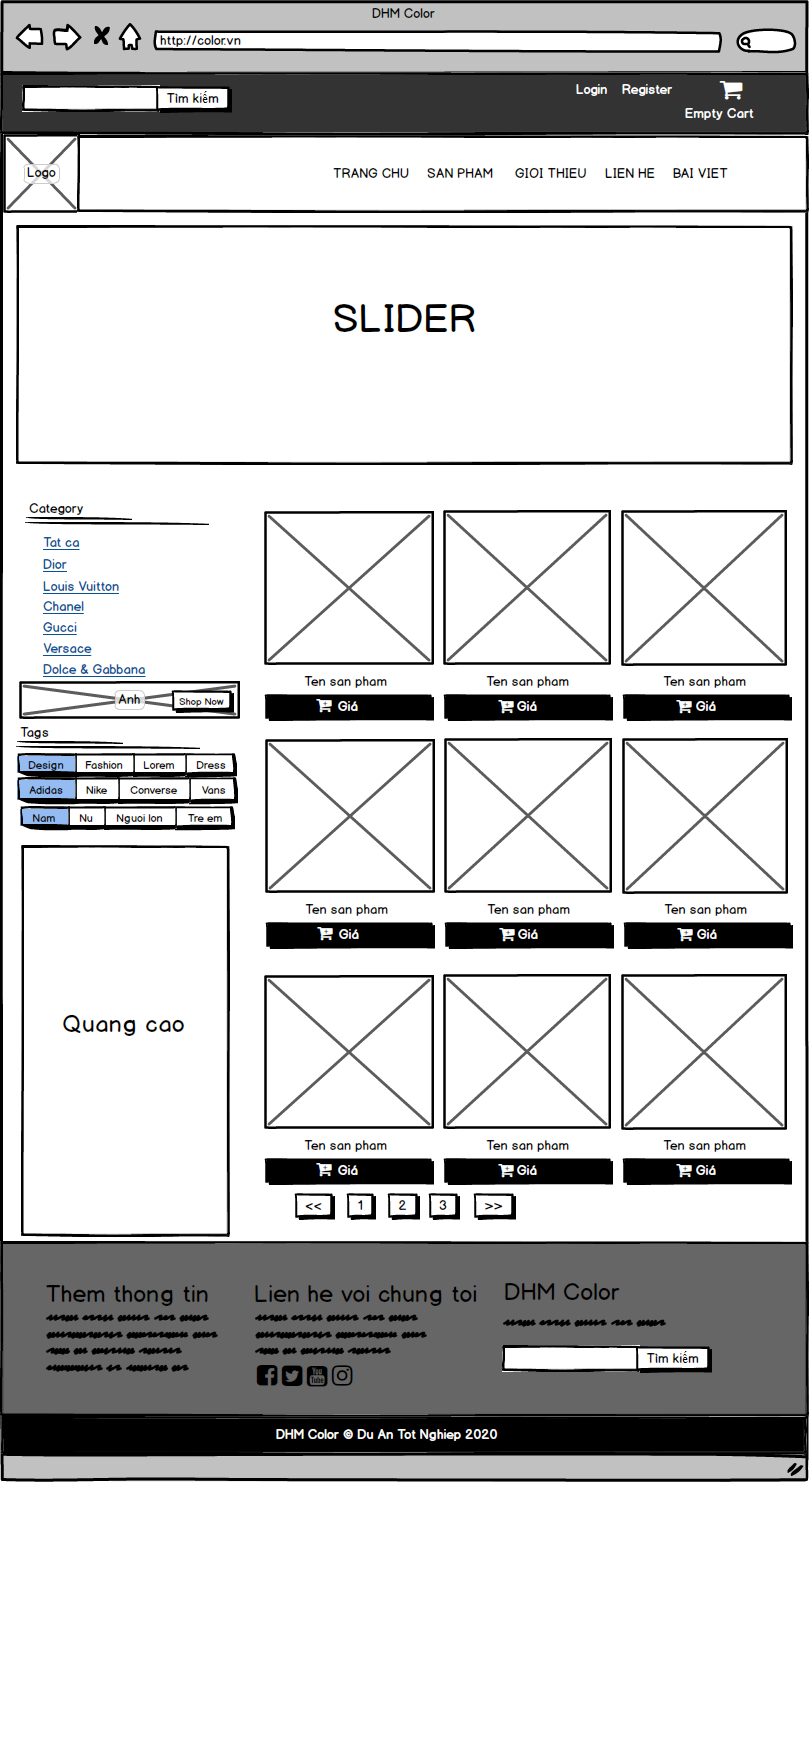 DHM Color
http://color.vn
Tìm kiếm
Login Register
Empty Cart
Logo
TRANG CHU SAN PHAM GIOI THIEU LIEN HE BAI VIET
SLIDER
Category
Tat ca
Dior
Louis Vuitton
Chanel
Gucci
Versace
Dolce & Gabbana
Anh Shop Now
Tags
Design Fashion Lorem Dress
Adidas Nike Converse Vans
Nam Nu Nguoi lon Tre em
Quang cao
Ten san pham Ten san pham Ten san pham
Giá Giá Giá
Ten san pham Ten san pham Ten san pham
Giá Giá Giá
Ten san pham Ten san pham Ten san pham
Giá Giá Giá
<< 1 2 3 >>
Them thong tin
Lien he voi chung toi
You Tube
DHM Color
Tìm kiếm
DHM Color © Du An Tot Nghiep 2020